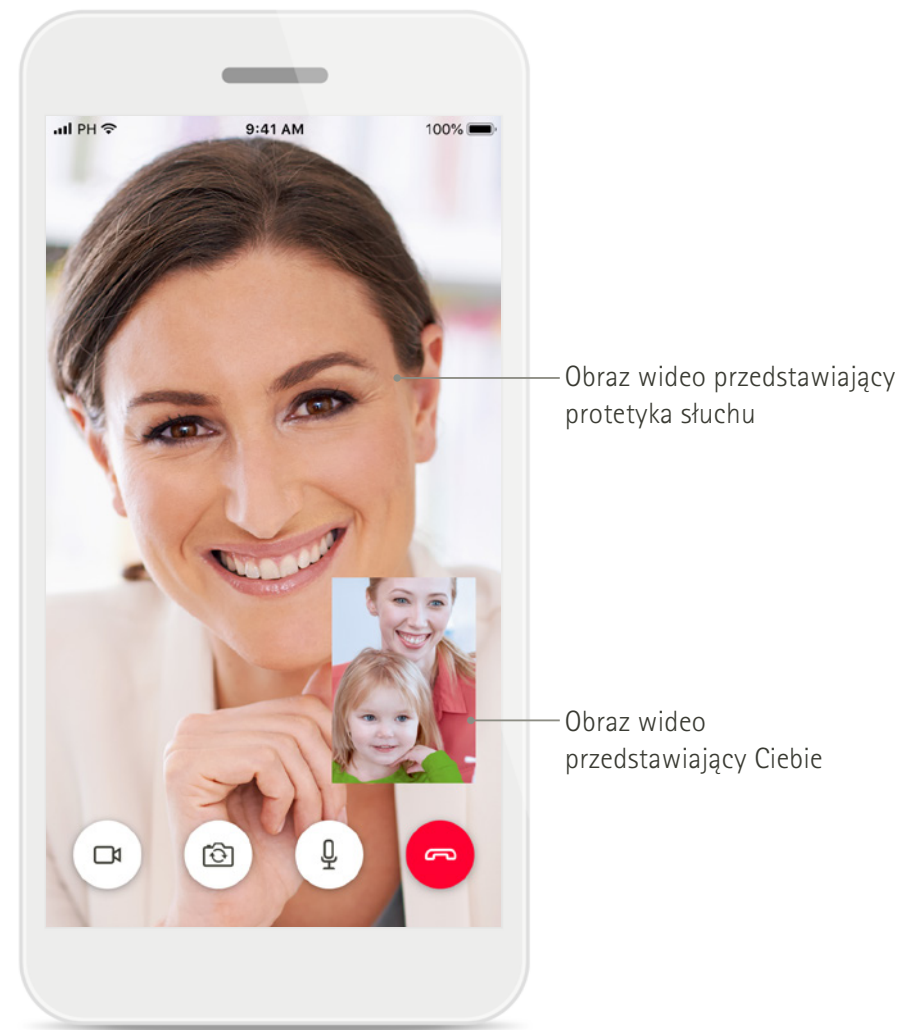 PH
9:41 AM
100%
Obraz wideo przedstawiający
protetyka słuchu
Obraz wideo
przedstawiający Ciebie